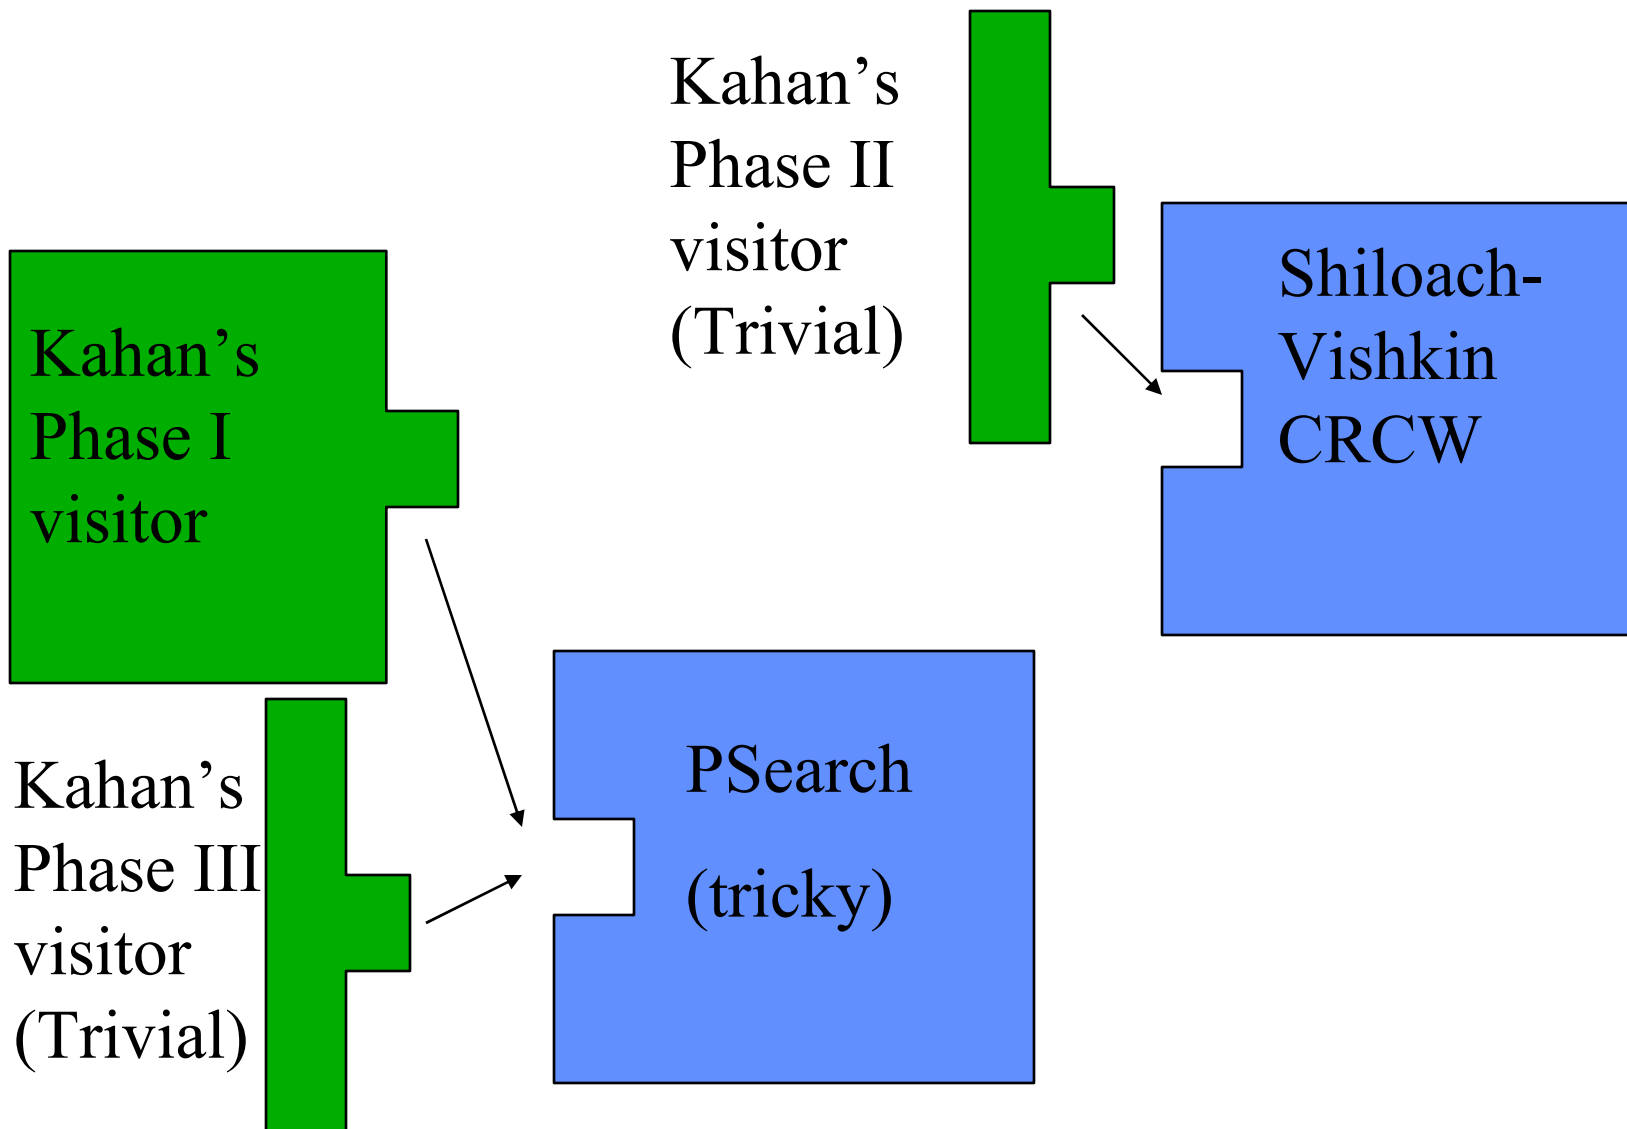 Kahan’s
Phase II
visitor
(Trivial)
Shiloach-
Vishkin
CRCW
Kahan’s
Phase I
visitor
Kahan’s
Phase III
visitor
(Trivial)
PSearch
(tricky)